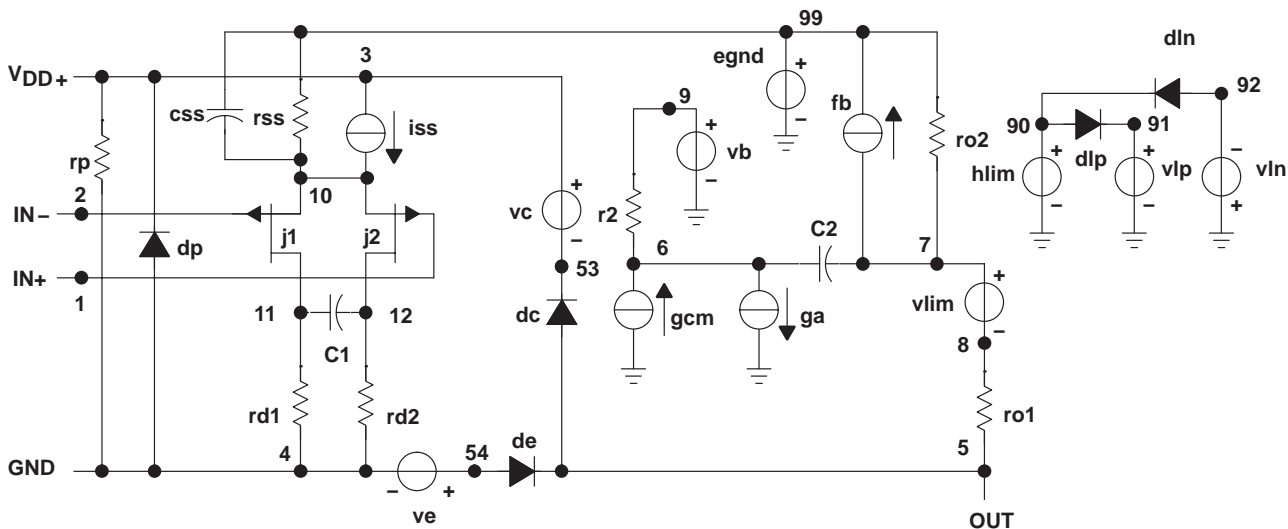 99
3
egnd
+
dln
VDD+
css
rss
iss
9
+
vb
−
−
fb
ro2
92
90
91
dlp
+
hlim
−
+
vlp
−
−
vln
+
rp
2
IN−
10
j1
j2
dp
IN+
1
+
vc
−
53
r2
6
C2
7
11
12
C1
dc
gcm
ga
+
vlim
−
8
rd1
rd2
ro1
GND
4
−
+
ve
54
de
5
OUT